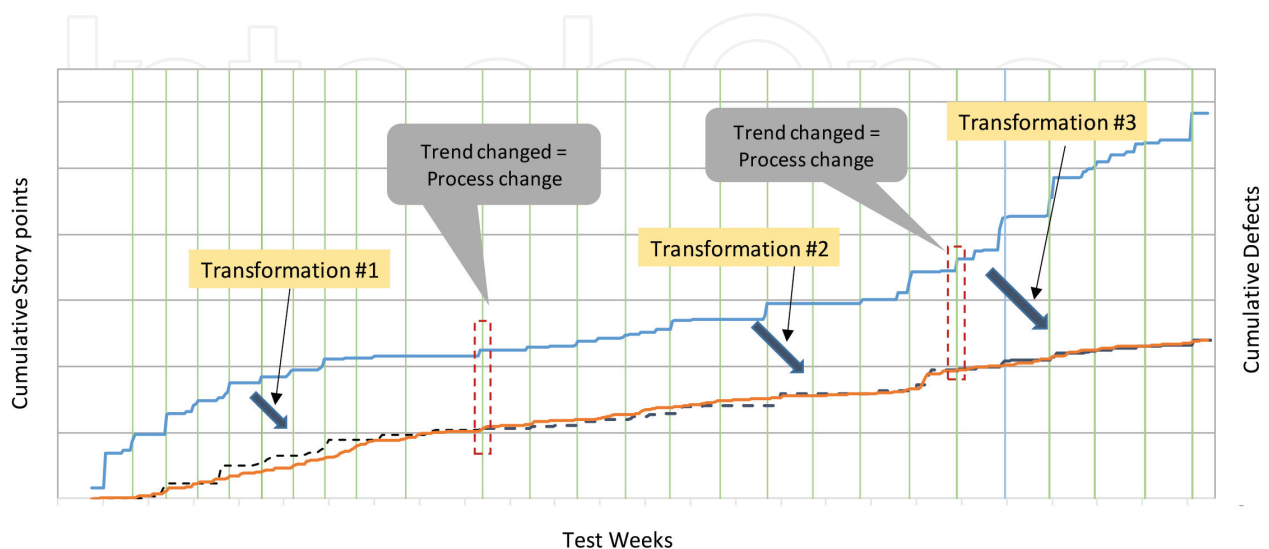 Trend changed =
Process change
Trend changed =
Process change
Transformation #3
Transformation #2
Transformation #1
Cumulative Story points
Cumulative Defects
Test Weeks